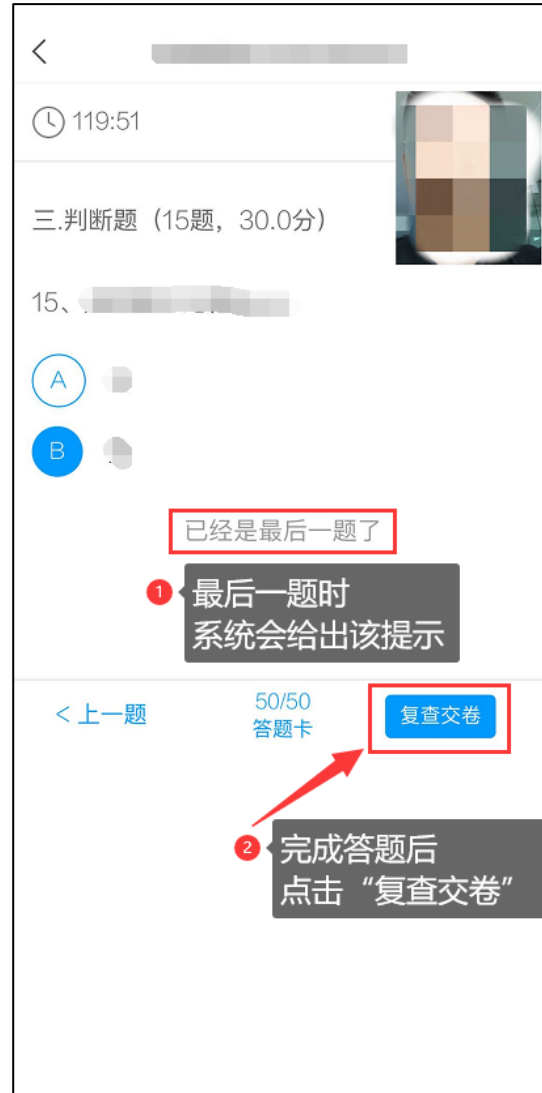 119:51
三.判断题（15题，30.0分）
15、
A
B
已经是最后一题了
1
最后一题时
系统会给出该提示
<上一题
50/50
答题卡
复查交卷
2
完成答题后
点击“复查交卷”